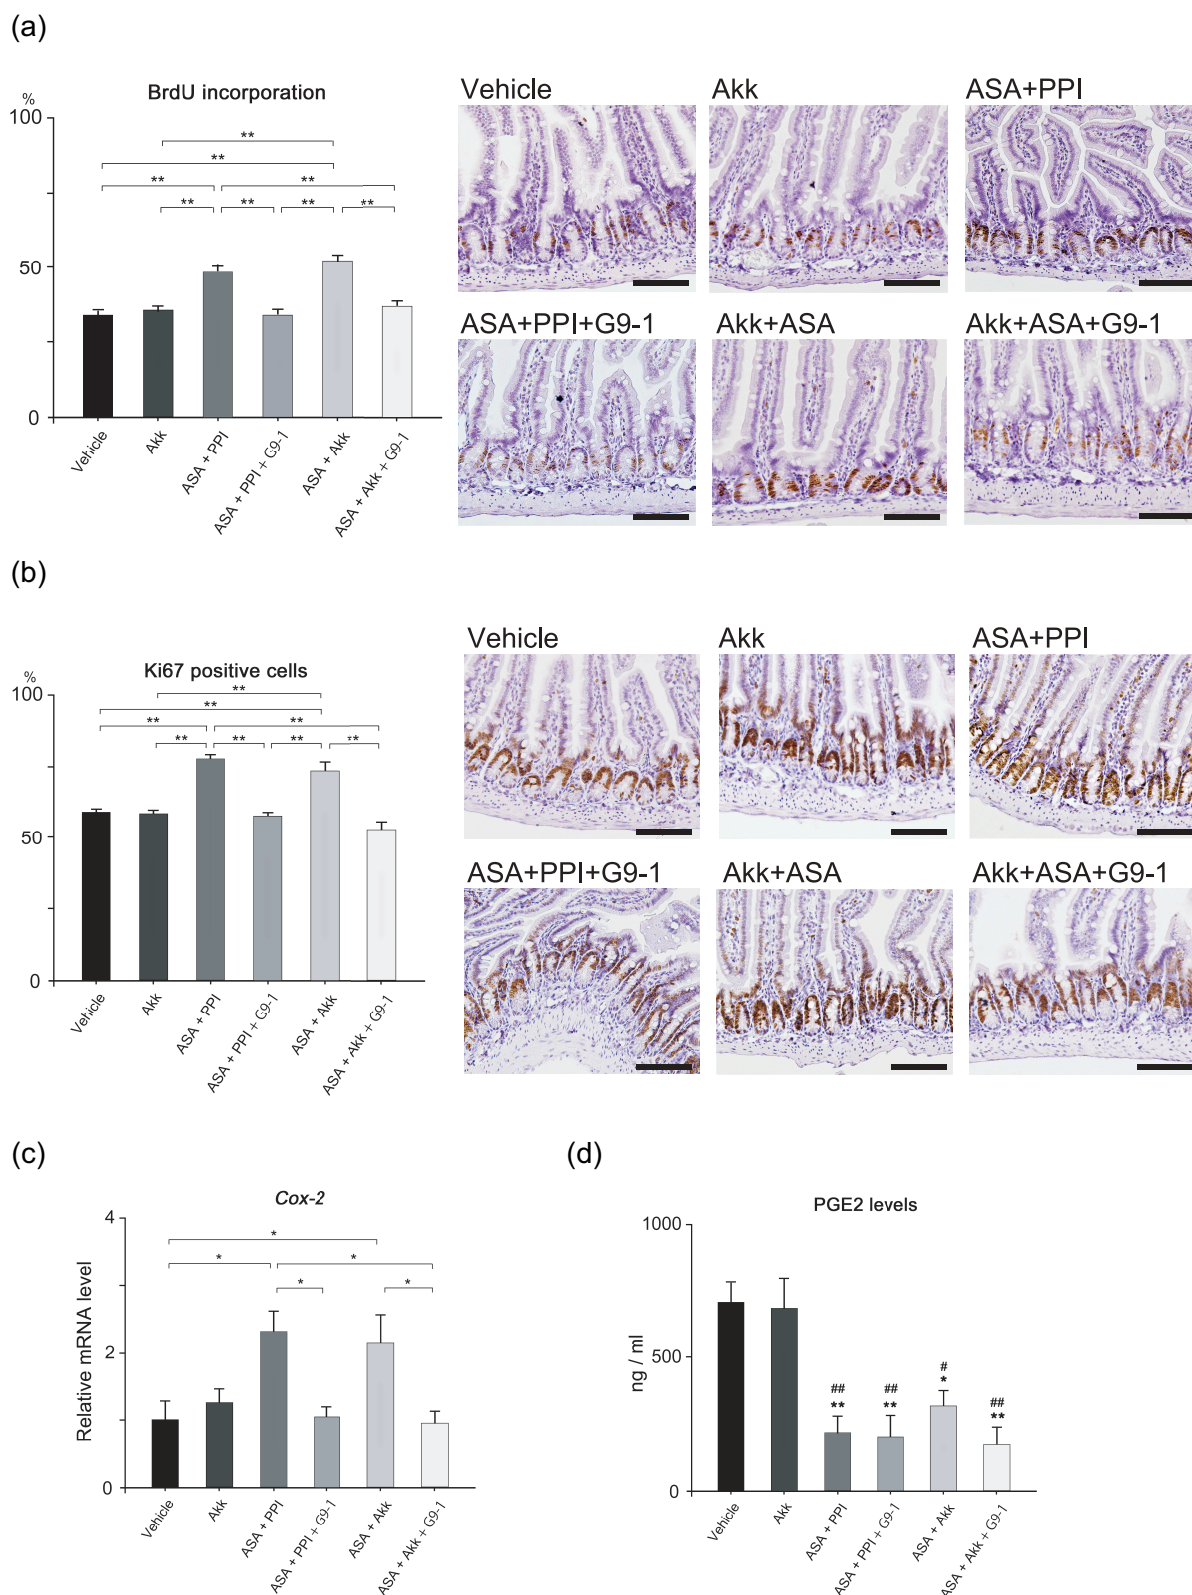 (a)
BrdU incorporation
%
100
50
0
**
**
** **
** ** ** **
Vehicle
Akk
ASA + PPI
ASA + PPI + G9-1
ASA + Akk
ASA + Akk + G9-1
Vehicle
Akk
ASA+PPI
ASA+PPI+G9-1
Akk+ASA
Akk+ASA+G9-1
(b)
Ki67 positive cells
%
100
50
0
**
**
** **
** ** ** **
Vehicle
Akk
ASA + PPI
ASA + PPI + G9-1
ASA + Akk
ASA + Akk + G9-1
Vehicle
Akk
ASA+PPI
ASA+PPI+G9-1
Akk+ASA
Akk+ASA+G9-1
(c)
Cox-2
Relative mRNA level
4
2
0
*
* *
* *
Vehicle
Akk
ASA + PPI
ASA + PPI + G9-1
ASA + Akk
ASA + Akk + G9-1
(d)
PGE2 levels
ng / ml
1000
500
0
## ## # ##
** ** * **
Vehicle
Akk
ASA + PPI
ASA + PPI + G9-1
ASA + Akk
ASA + Akk + G9-1